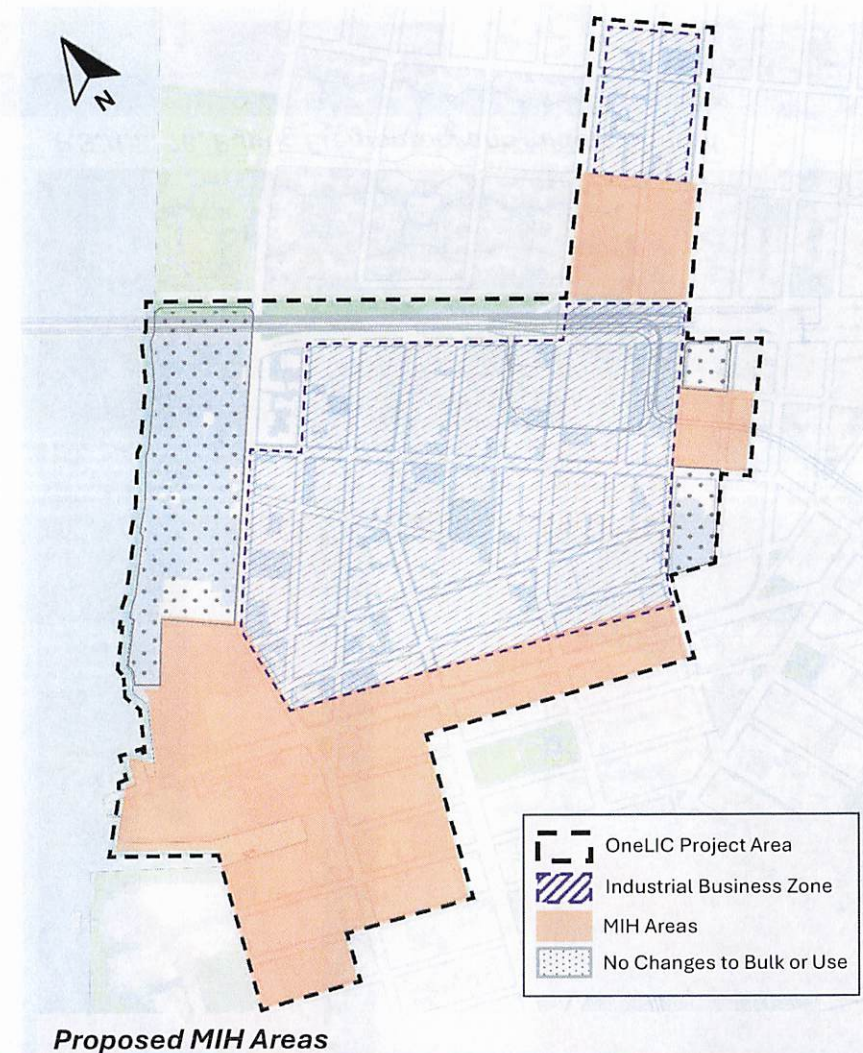 N
OneLIC Project Area
Industrial Business Zone
MIH Areas
No Changes to Bulk or Use
Proposed MIH Areas